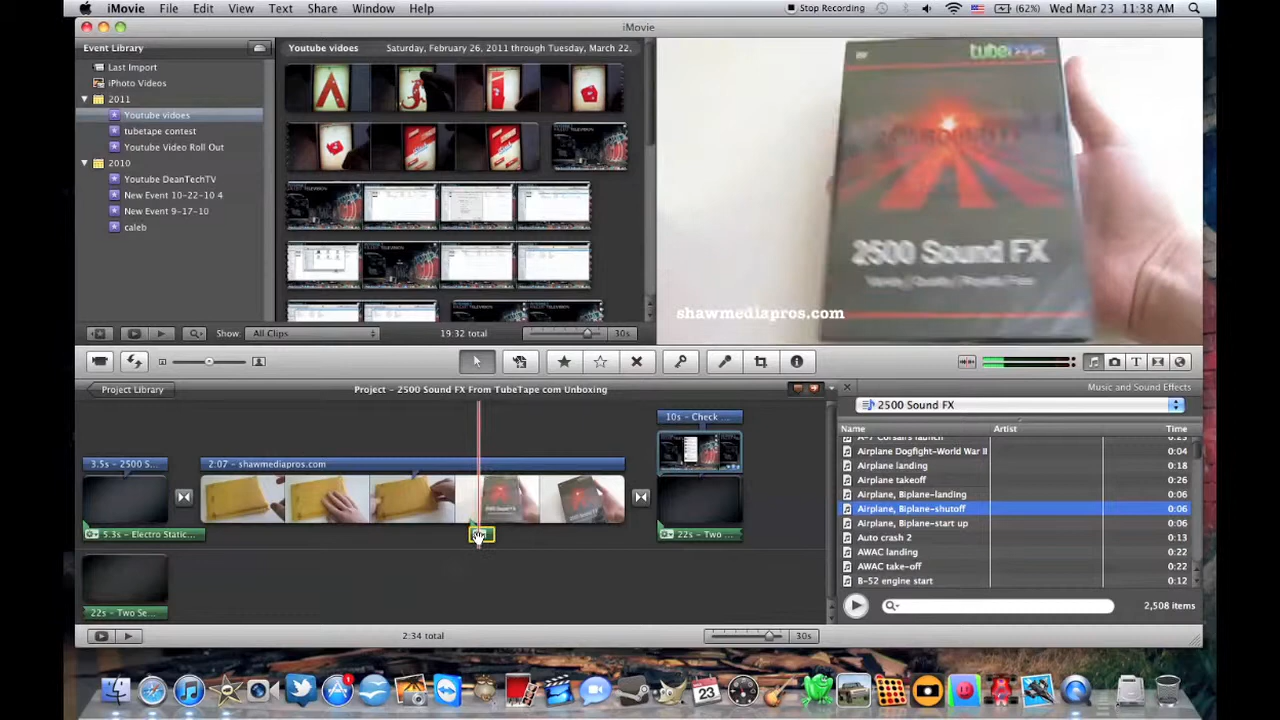 iMovie File Edit View Text Share Window Help
Stop Recording
(62%) Wed Mar 23 11:38 AM
iMovie
Event Library
Last Import
iPhoto Videos
2011
Youtube vidoes
tubetape contest
Youtube Video Roll Out
2010
Youtube DeanTechTV
New Event 10-22-10 4
New Event 9-17-10
caleb
Youtube vidoes Saturday, February 26, 2011 through Tuesday, March 22,
2500 Sound FX
shawmediapros.com
Show: All Clips 19:32 total 30s
Project Library
Project - 2500 Sound FX From TubeTape com Unboxing
10s - Check ...
3.5s - 2500 S...
2:07 - shawmediapros.com
5.3s - Electro Static...
22s - Two ...
22s - Two Se...
2:34 total 30s
Music and Sound Effects
2500 Sound FX
Name Artist Time
A-7 Corsairs launch 0:23
Airplane Dogfight-World War II 0:04
Airplane landing 0:18
Airplane takeoff 0:26
Airplane, Biplane-landing 0:06
Airplane, Biplane-shutoff 0:06
Airplane, Biplane-start up 0:06
Auto crash 2 0:13
AWAC landing 0:22
AWAC take-off 0:22
B-52 engine start 0:12
2,508 items
23